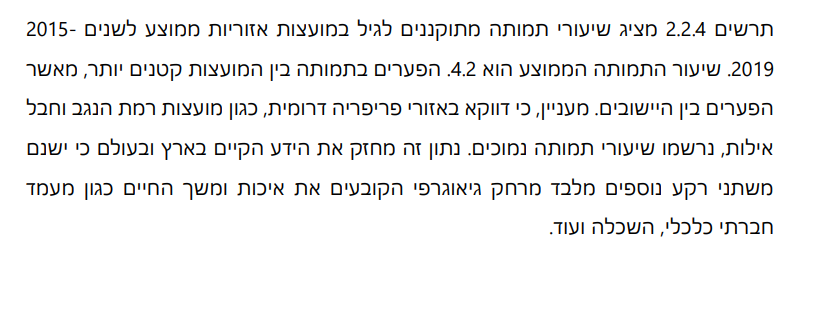 תרשים 2.2.4 מציג שיעורי תמותה מתוקננים לגיל במועצות אזוריות ממוצע לשנים 2015-
2019. שיעור התמותה הממוצע הוא 4.2. הפערים בתמותה בין המועצות קטנים יותר, מאשר
הפערים בין היישובים. מעניין, כי דווקא באזורי פריפריה דרומית, כגון מועצות רמת הנגב וחבל
אילות, נרשמו שיעורי תמותה נמוכים. נתון זה מחזק את הידע הקיים בארץ ובעולם כי ישנם
משתני רקע נוספים מלבד מרחק גיאוגרפי הקובעים את איכות ומשך החיים כגון מעמד
חברתי כלכלי, השכלה ועוד.